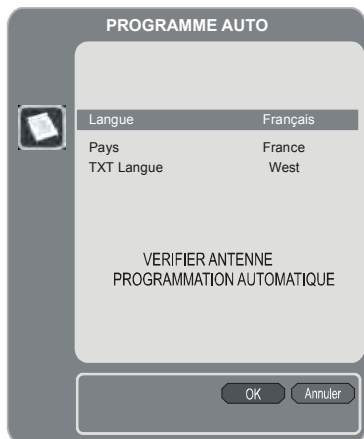 PROGRAMME AUTO
Langue Français
Pays France
TXT Langue West
VERIFIER ANTENNE
PROGRAMMATION AUTOMATIQUE
OK Annuler